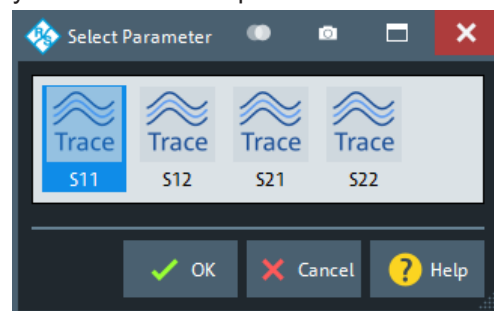 Select Parameter
Trace Trace Trace Trace
S11 S12 S21 S22
OK Cancel ? Help